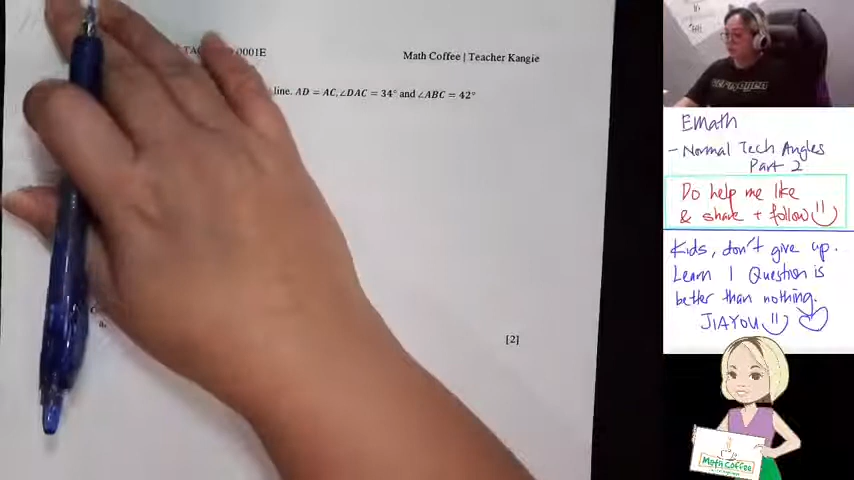 0001E
Math Coffee | Teacher Kangie
line. AD = AC, ∠DAC = 34° and ∠ABC = 42°
a.
[2]
Emath
- Normal Tech Angles
Part 2
Do help me like
& share + follow
Kids, don't give up.
Learn 1 Question is
better than nothing.
JIAYOU
Math Coffee